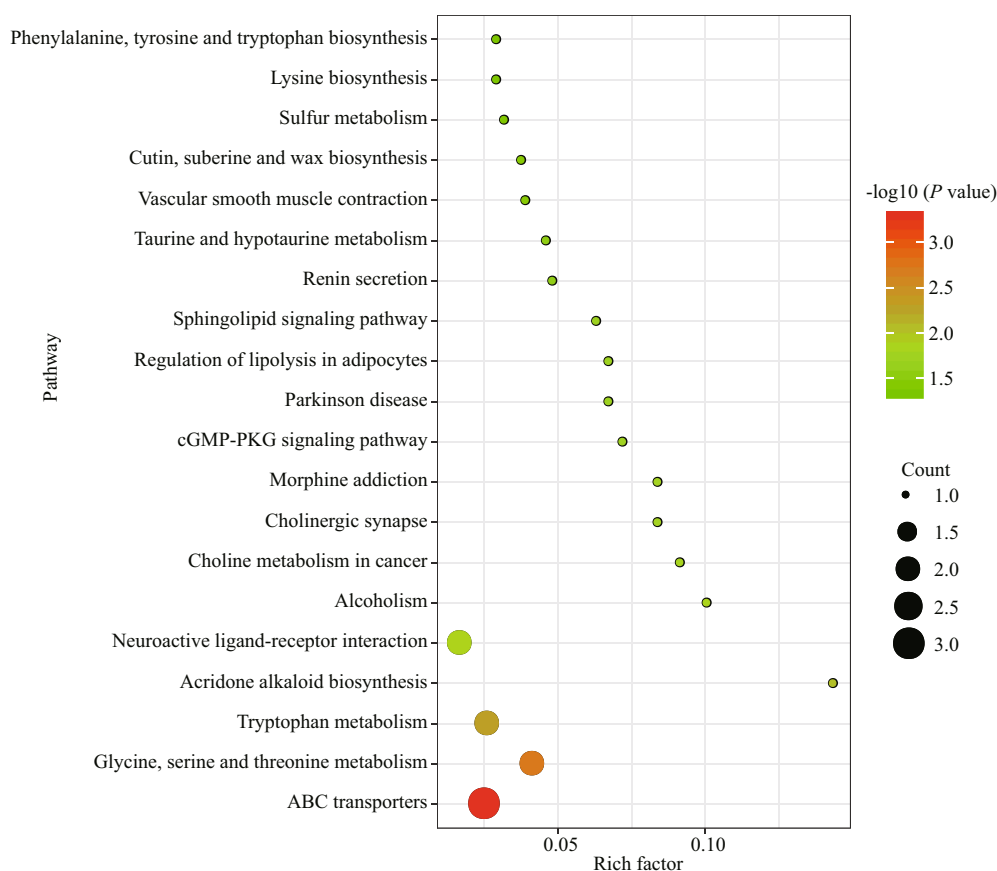 Phenylalanine, tyrosine and tryptophan biosynthesis
Lysine biosynthesis
Sulfur metabolism
Cutin, suberine and wax biosynthesis
Vascular smooth muscle contraction
Taurine and hypotaurine metabolism
Renin secretion
Sphingolipid signaling pathway
Regulation of lipolysis in adipocytes
Parkinson disease
cGMP-PKG signaling pathway
Morphine addiction
Cholinergic synapse
Choline metabolism in cancer
Alcoholism
Neuroactive ligand-receptor interaction
Acridone alkaloid biosynthesis
Tryptophan metabolism
Glycine, serine and threonine metabolism
ABC transporters
Pathway
0.05 0.10
Rich factor
-log10 (P value)
3.0
2.5
2.0
1.5
Count
1.0
1.5
2.0
2.5
3.0